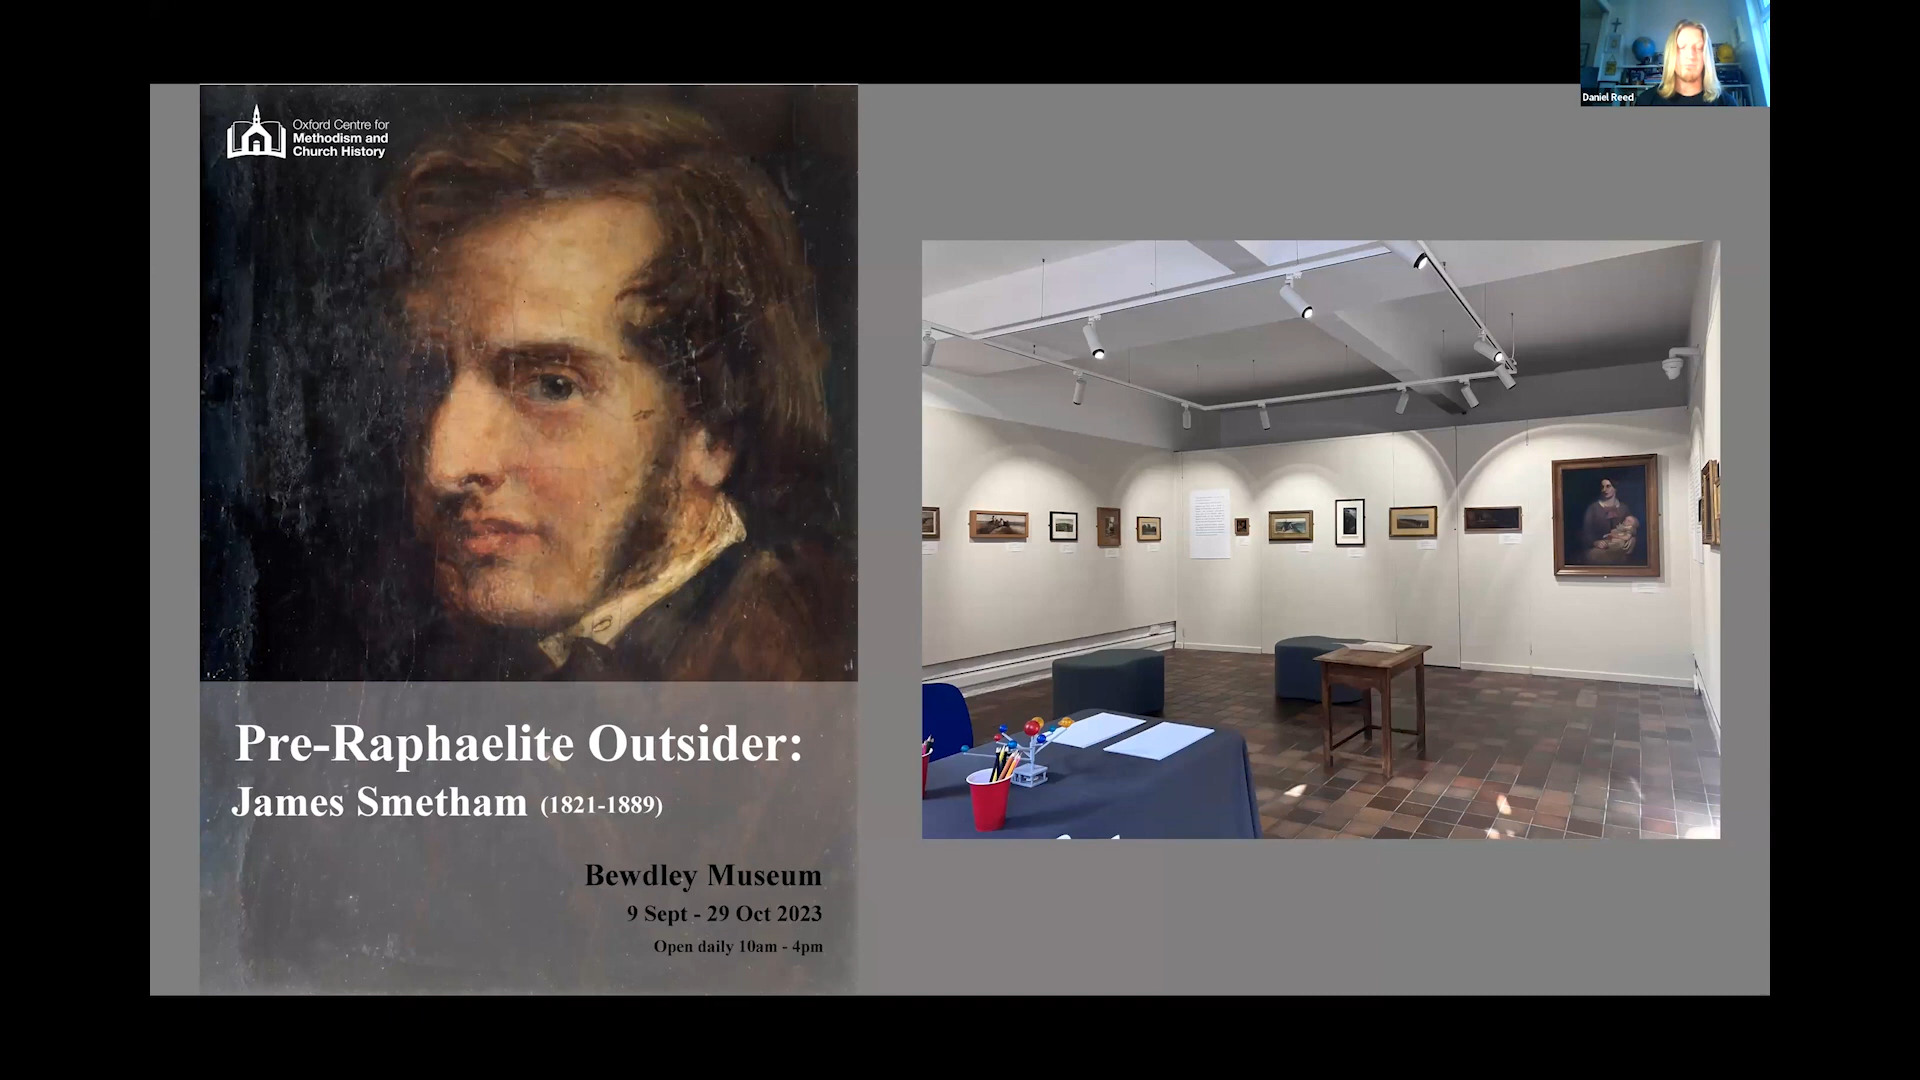 Daniel Reed
Oxford Centre for
Methodism and
Church History
Pre-Raphaelite Outsider:
James Smetham (1821-1889)
Bewdley Museum
9 Sept - 29 Oct 2023
Open daily 10am - 4pm